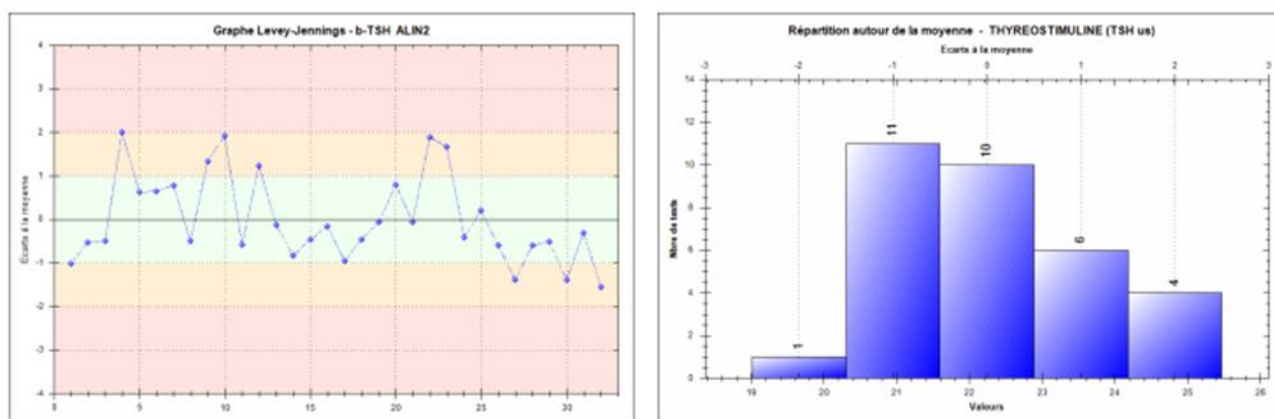 Graphe Levey-Jennings - b-TSH ALIN2
4
3
2
1
0
-1
-2
-3
-4
Ecarts à la moyenne
0 5 10 15 20 25 30
Répartition autour de la moyenne - THYREOSTIMULINE (TSH us)
Ecarts à la moyenne
-3 -2 -1 0 1 2 3
14
12
10
8
6
4
2
0
Nbre de tests
1
11
10
6
4
19 20 21 22 23 24 25 26
Valeurs